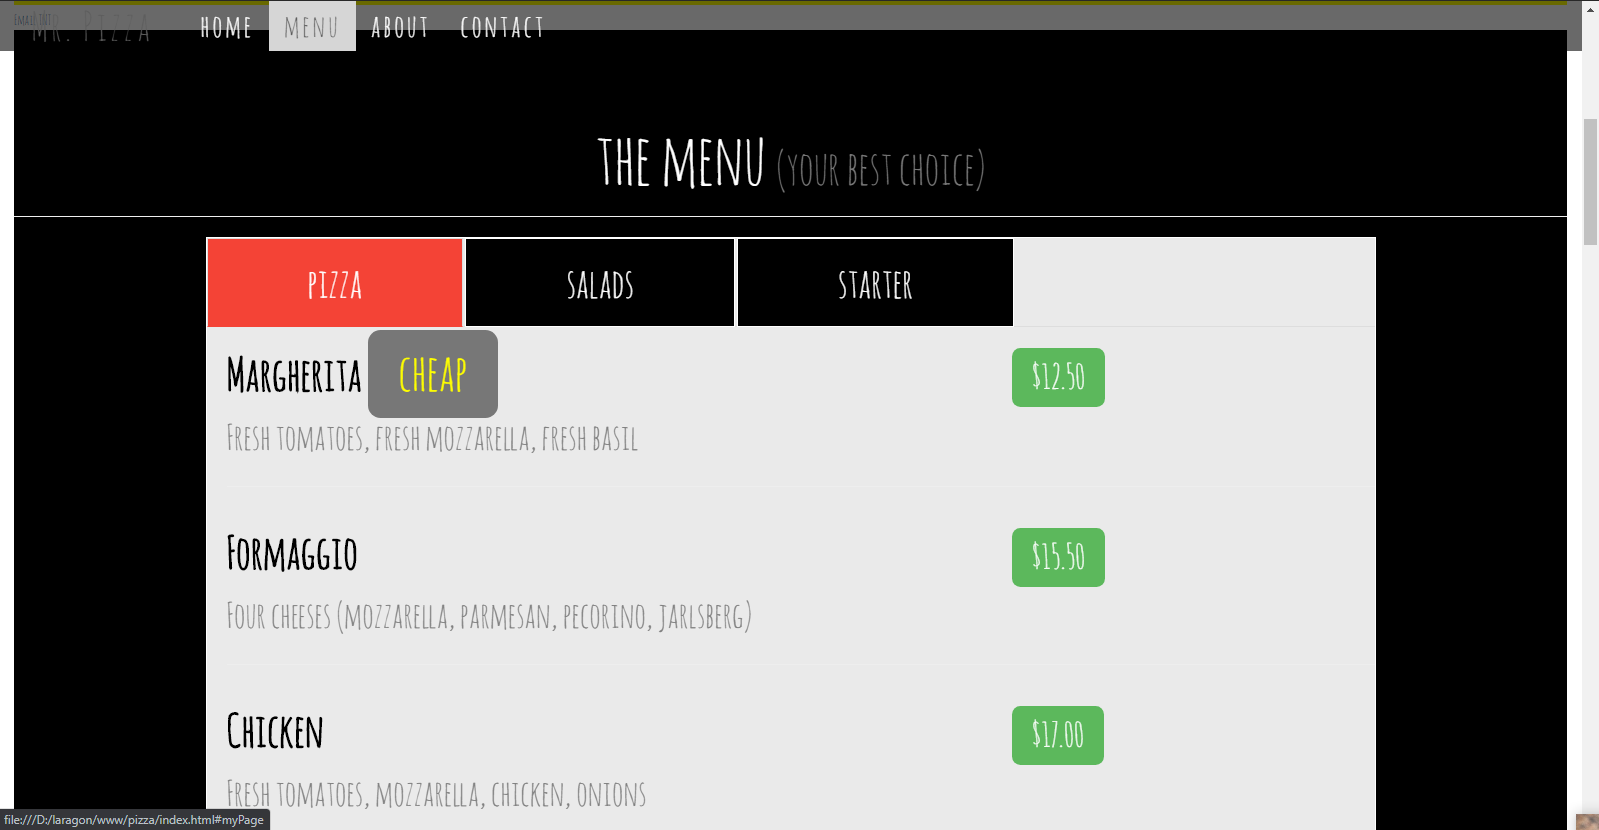 Mr. Pizza HOME MENU ABOUT CONTACT
THE MENU (YOUR BEST CHOICE)
PIZZA SALADS STARTER
Margherita CHEAP $12.50
Fresh tomatoes, fresh mozzarella, fresh basil
Formaggio $15.50
Four cheeses (mozzarella, parmesan, pecorino, jarlsberg)
Chicken $17.00
Fresh tomatoes, mozzarella, chicken, onions
file:///D:/laragon/www/pizza/index.html#myPage